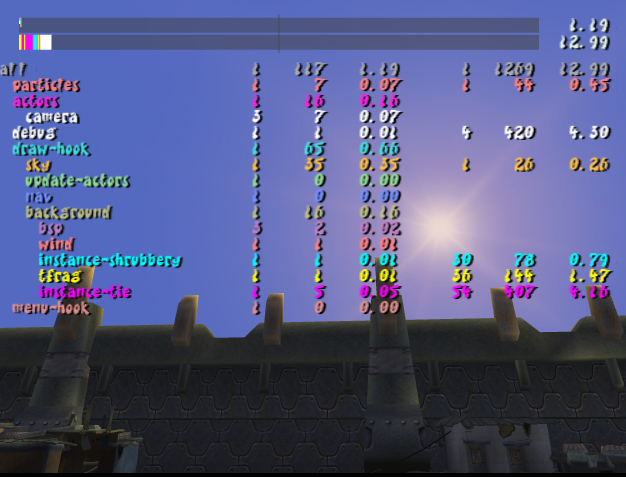 1.19
12.99
all 1 117 1.19 1 1269 12.99
particles 1 7 0.07 1 44 0.45
actors 1 16 0.16
camera 3 7 0.07
debug 1 1 0.01 4 420 4.30
draw-hook 1 65 0.66
sky 1 35 0.35 1 26 0.26
update-actors 1 0 0.00
nav 1 0 0.00
background 1 16 0.16
bsp 3 2 0.02
wind 1 1 0.01
instance-shrubbery 1 1 0.01 30 78 0.79
tfrag 1 1 0.01 36 144 1.47
instance-tie 1 5 0.05 54 407 4.16
menu-hook 1 0 0.00